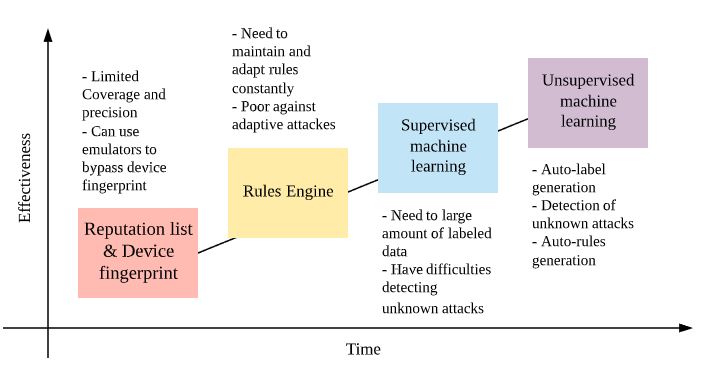 - Limited
Coverage and
precision
- Can use
emulators to
bypass device
fingerprint
- Need to
maintain and
adapt rules
constantly
- Poor against
adaptive attackes
Unsupervised
machine
learning
Supervised
machine
learning
Rules Engine
Reputation list
& Device
fingerprint
- Need to large
amount of labeled
data
- Have difficulties
detecting
unknown attacks
- Auto-label
generation
- Detection of
unknown attacks
- Auto-rules
generation
Effectiveness
Time